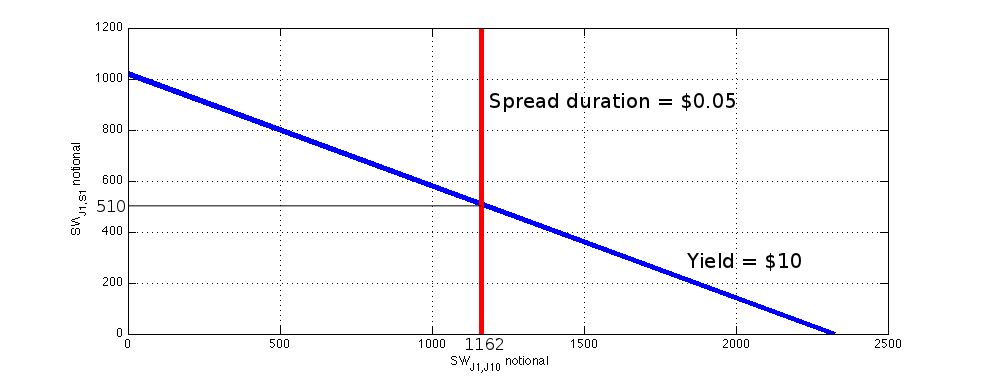 1200
1000
Spread duration = $0.05
800
600
510
400
Yield = $10
200
0
0 500 1000 1162 1500 2000 2500
SW_J1,S1 notional
SW_J1,J10 notional